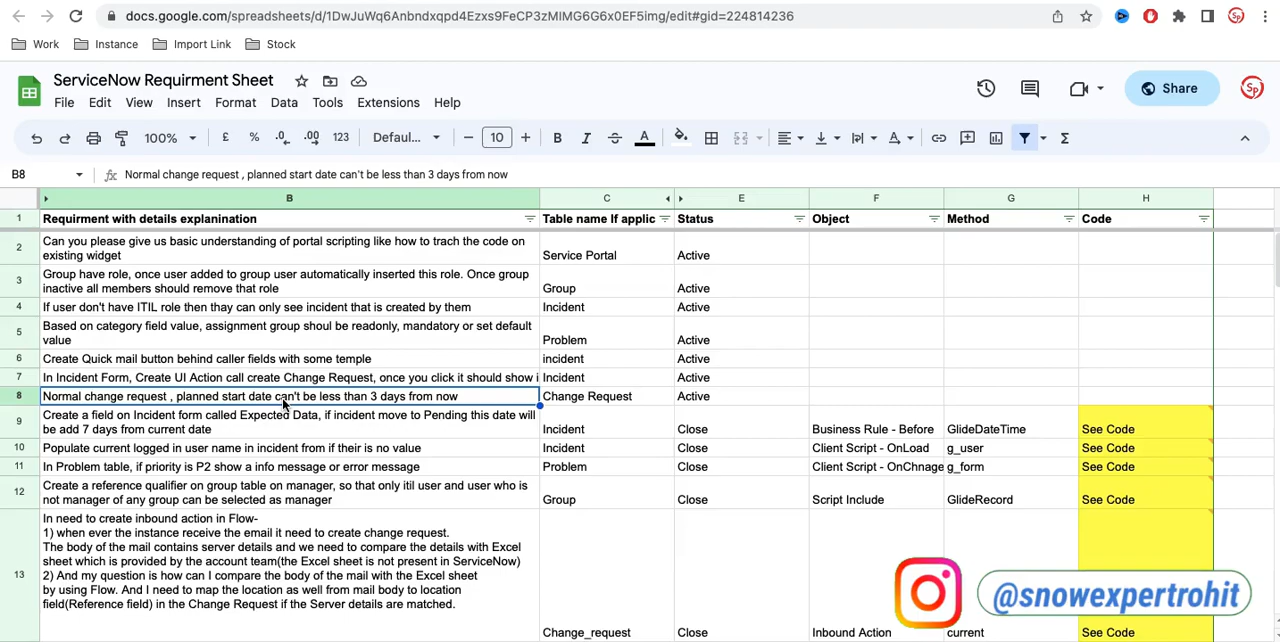 docs.google.com/spreadsheets/d/1DwJuWq6Anbndxqpd4Ezxs9FeCP3zMIMG6G6x0EF5img/edit#gid=224814236
Work Instance Import Link Stock
ServiceNow Requirment Sheet
File Edit View Insert Format Data Tools Extensions Help
Share
Sp
100% £ % .0 .00 123 Defaul... 10 B I A
B8 fx Normal change request , planned start date can't be less than 3 days from now
B C E F G H
1 Requirment with details explanination Table name If applic Status Object Method Code
2 Can you please give us basic understanding of portal scripting like how to trach the code on
existing widget Service Portal Active
3 Group have role, once user added to group user automatically inserted this role. Once group
inactive all members should remove that role Group Active
4 If user don't have ITIL role then thay can only see incident that is created by them Incident Active
5 Based on category field value, assignment group shoul be readonly, mandatory or set default
value Problem Active
6 Create Quick mail button behind caller fields with some temple incident Active
7 In Incident Form, Create UI Action call create Change Request, once you click it should show i Incident Active
8 Normal change request , planned start date can't be less than 3 days from now Change Request Active
9 Create a field on Incident form called Expected Data, if incident move to Pending this date will
be add 7 days from current date Incident Close Business Rule - Before GlideDateTime See Code
10 Populate current logged in user name in incident from if their is no value Incident Close Client Script - OnLoad g_user See Code
11 In Problem table, if priority is P2 show a info message or error message Problem Close Client Script - OnChnage g_form See Code
12 Create a reference qualifier on group table on manager, so that only itil user and user who is
not manager of any group can be selected as manager Group Close Script Include GlideRecord See Code
In need to create inbound action in Flow-
1) when ever the instance receive the email it need to create change request.
The body of the mail contains server details and we need to compare the details with Excel
sheet which is provided by the account team(the Excel sheet is not present in ServiceNow)
13 2) And my question is how can I compare the body of the mail with the Excel sheet
by using Flow. And I need to map the location as well from mail body to location
field(Reference field) in the Change Request if the Server details are matched.
Change_request Close Inbound Action current See Code
@snowexpertrohit